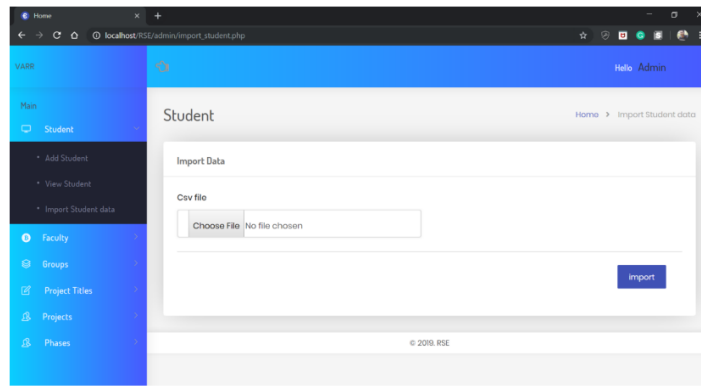 Home
localhost/RSE/admin/import_student.php
VARR
Hello Admin
Main
Student
Add Student
View Student
Import Student data
Faculty
Groups
Project Titles
Projects
Phases
Student
Home > Import Student data
Import Data
Csv file
Choose File No file chosen
Import
© 2019. RSE